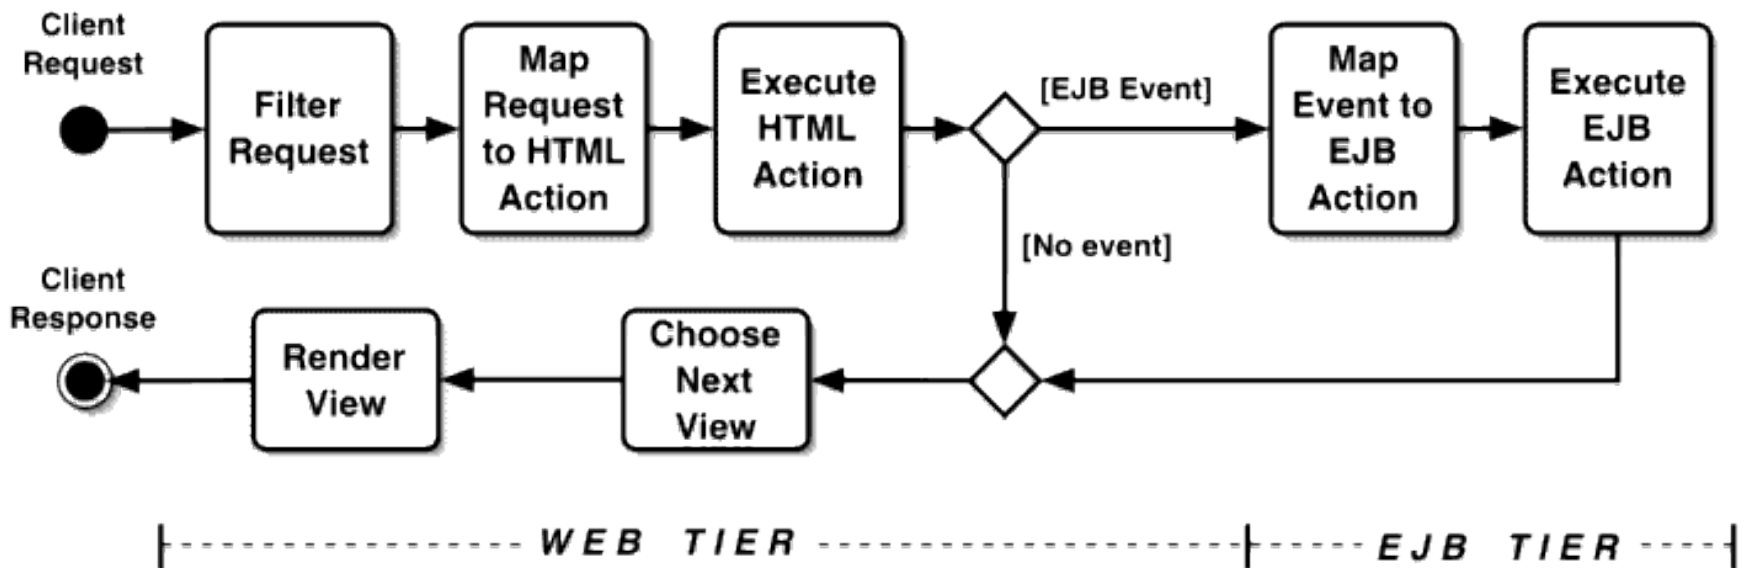 Client
Request
Filter
Request
Map
Request
to HTML
Action
Execute
HTML
Action
[EJB Event]
[No event]
Map
Event to
EJB
Action
Execute
EJB
Action
Client
Response
Render
View
Choose
Next
View
WEB TIER
EJB TIER